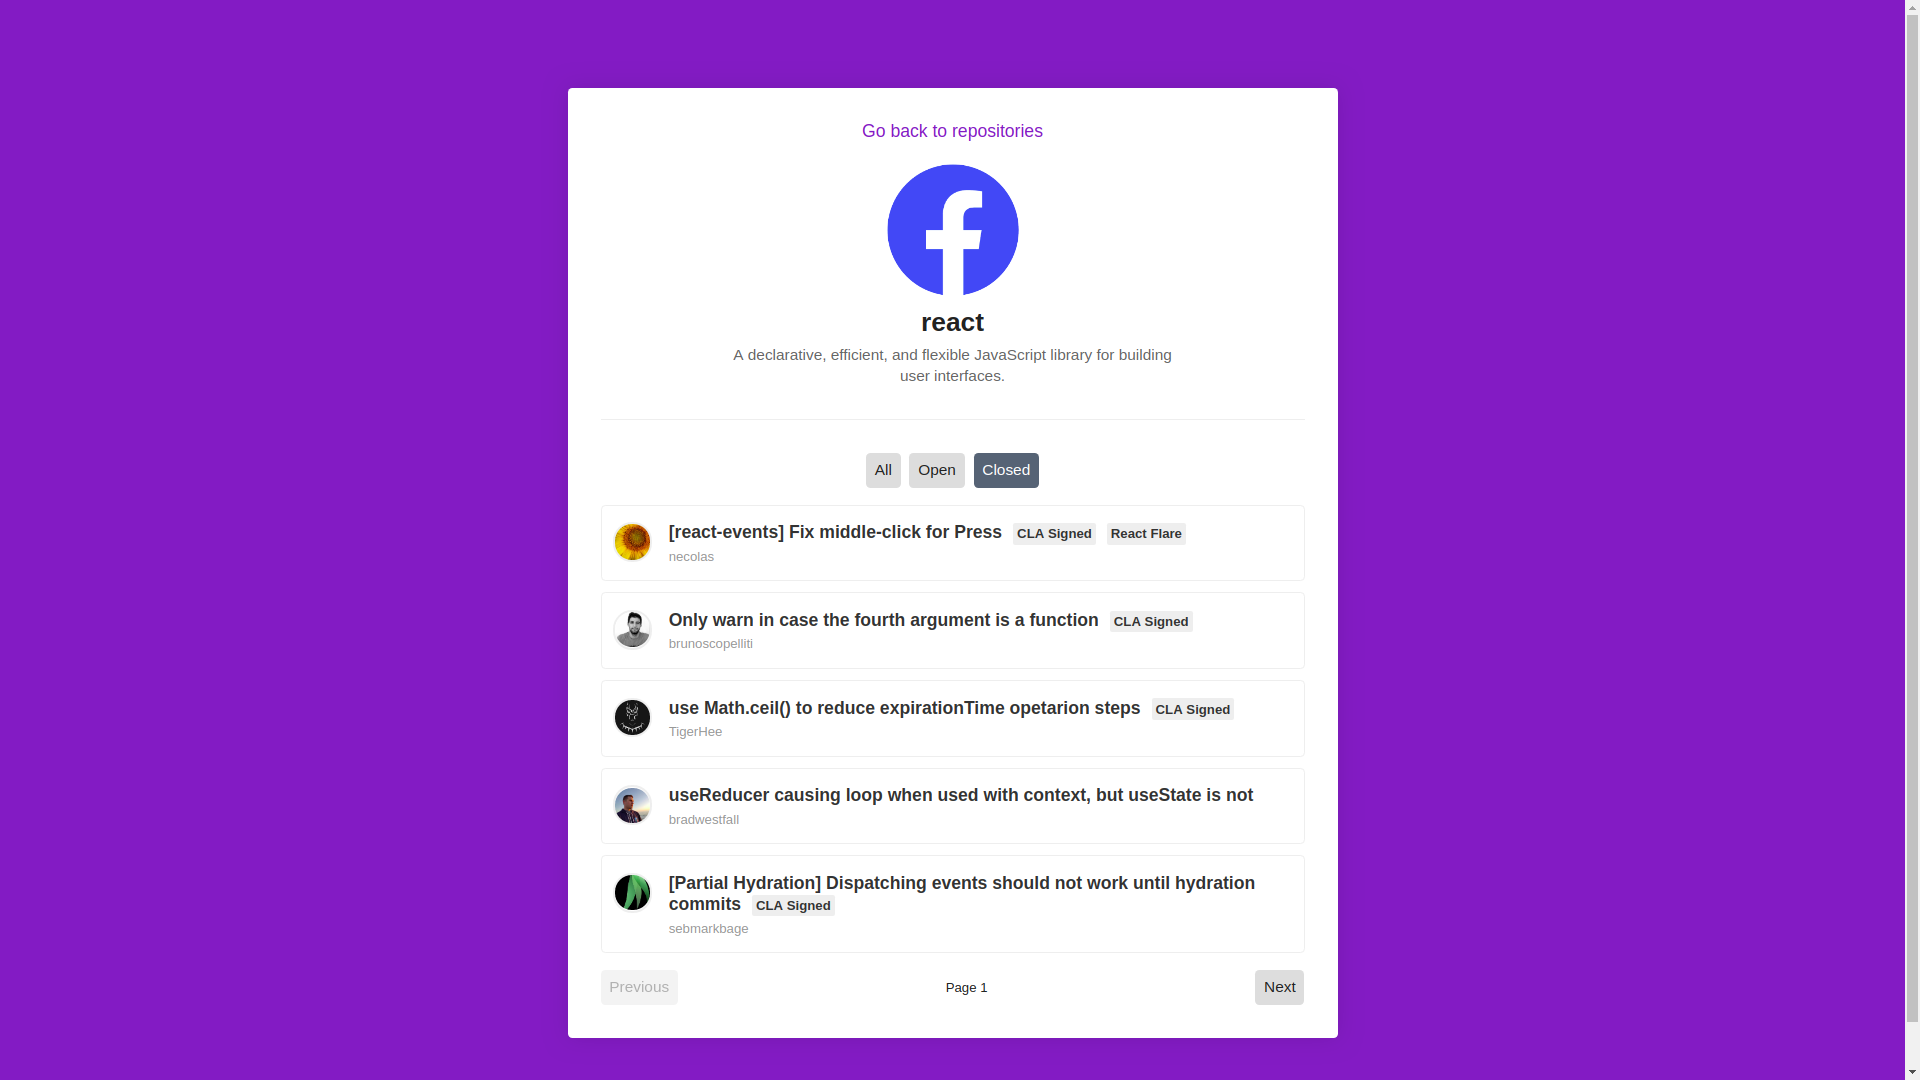 Go back to repositories
react
A declarative, efficient, and flexible JavaScript library for building
user interfaces.
All Open Closed
[react-events] Fix middle-click for Press CLA Signed React Flare
necolas
Only warn in case the fourth argument is a function CLA Signed
brunoscopelliti
use Math.ceil() to reduce expirationTime opetarion steps CLA Signed
TigerHee
useReducer causing loop when used with context, but useState is not
bradwestfall
[Partial Hydration] Dispatching events should not work until hydration
commits CLA Signed
sebmarkbage
Previous Page 1 Next